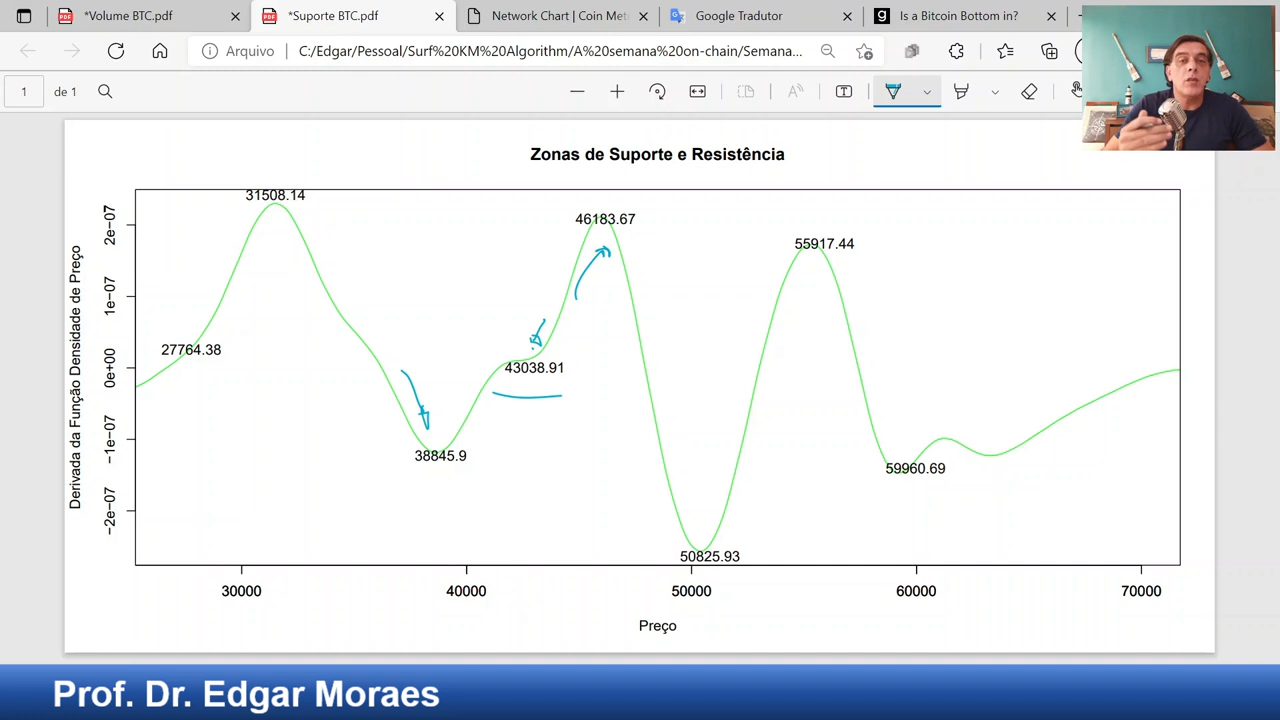 *Volume BTC.pdf
*Suporte BTC.pdf
Network Chart | Coin Met
Google Tradutor
Is a Bitcoin Bottom in?
Arquivo
C:/Edgar/Pessoal/Surf%20KM%20Algorithm/A%20semana%20on-chain/Semana...
1
de 1
Zonas de Suporte e Resistência
Derivada da Função Densidade de Preço
2e−07
1e−07
0e+00
−1e−07
−2e−07
31508.14
46183.67
55917.44
27764.38
43038.91
38845.9
59960.69
50825.93
30000
40000
50000
60000
70000
Preço
Prof. Dr. Edgar Moraes